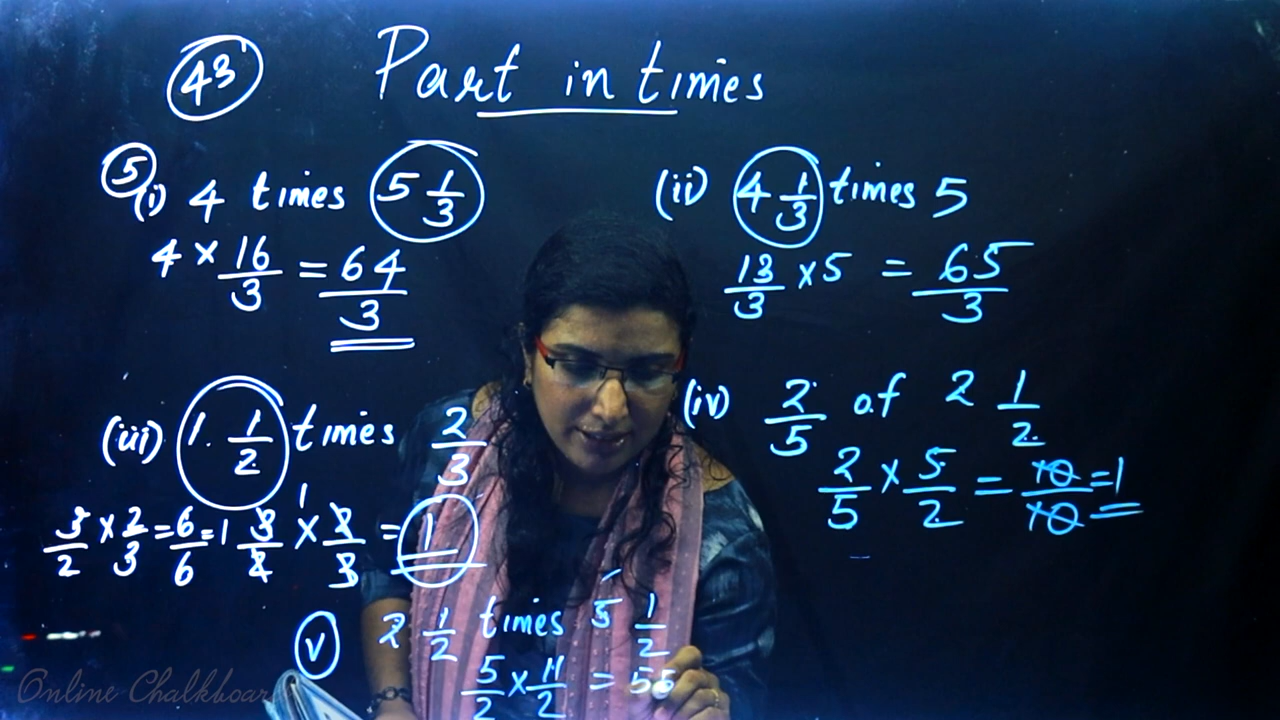 43 Part in times
5 (i) 4 times 5 1/3
4 × 16/3 = 64/3
(ii) 4 1/3 times 5
13/3 × 5 = 65/3
(iii) 1 1/2 times 2/3
3/2 × 2/3 = 6/6 = 1 3/2 × 2/3 = 1
1
(iv) 2/5 of 2 1/2
2/5 × 5/2 = 10/10 = 1
v 2 1/2 times 5 1/2
5/2 × 11/2 = 55
Online Chalkboar